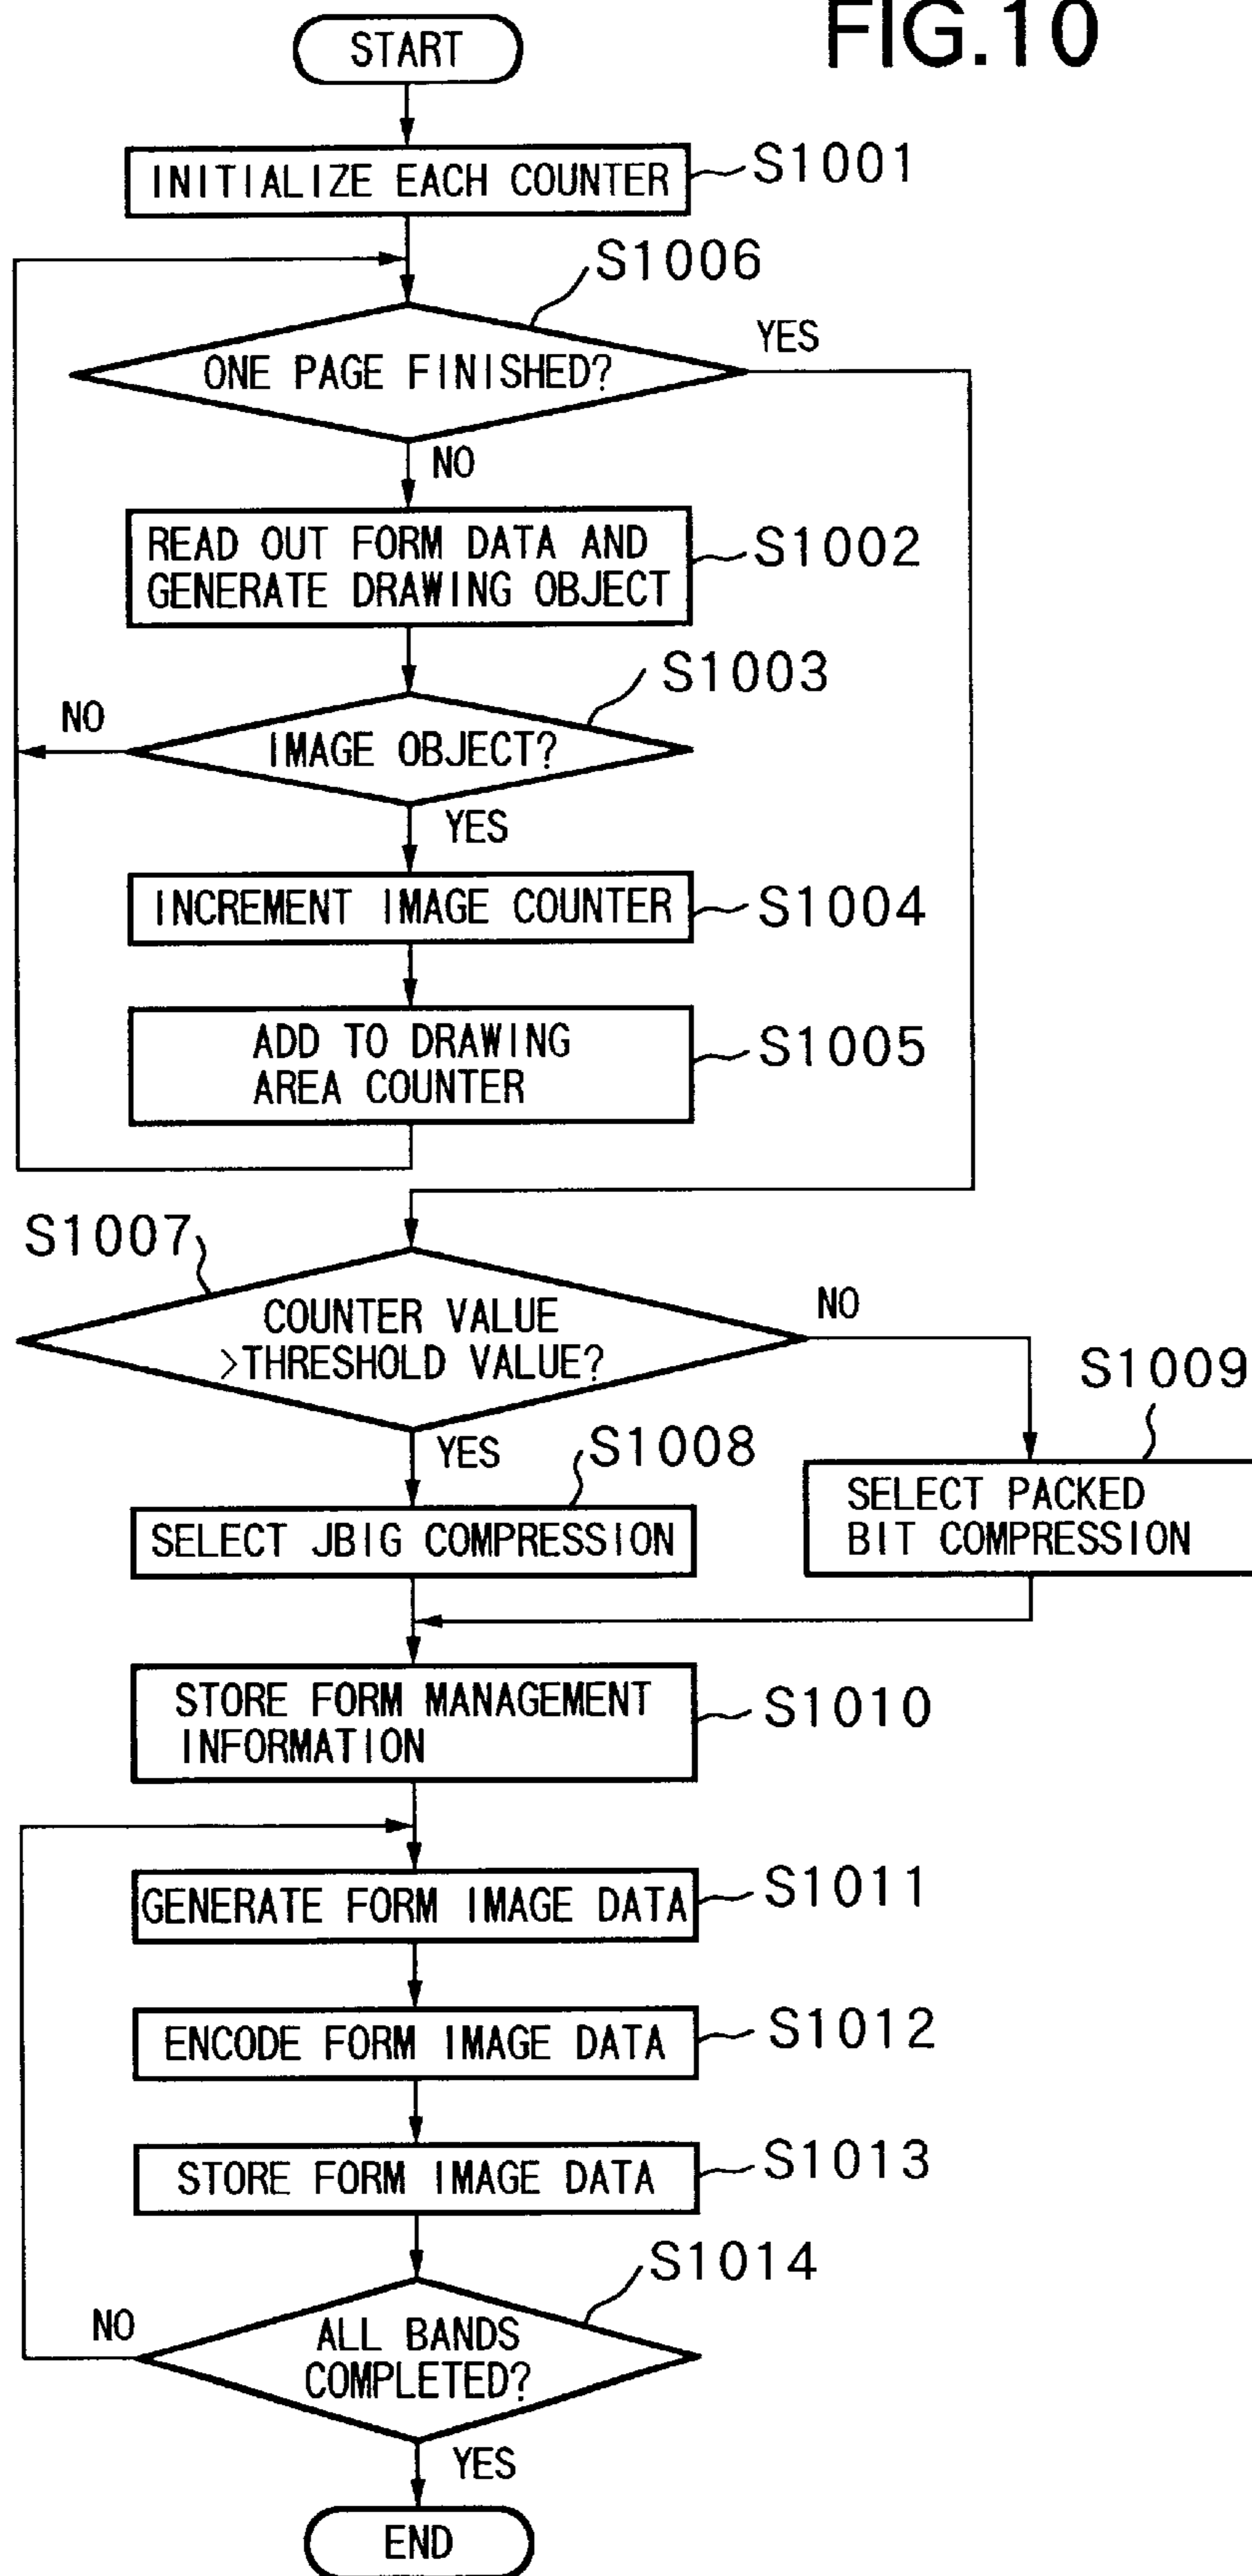 FIG.10
START
INITIALIZE EACH COUNTER
S1001
S1006
ONE PAGE FINISHED?
YES
NO
READ OUT FORM DATA AND
GENERATE DRAWING OBJECT
S1002
S1003
NO
IMAGE OBJECT?
YES
INCREMENT IMAGE COUNTER
S1004
ADD TO DRAWING
AREA COUNTER
S1005
S1007
COUNTER VALUE
>THRESHOLD VALUE?
NO
YES
S1008
SELECT JBIG COMPRESSION
S1009
SELECT PACKED
BIT COMPRESSION
STORE FORM MANAGEMENT
INFORMATION
S1010
GENERATE FORM IMAGE DATA
S1011
ENCODE FORM IMAGE DATA
S1012
STORE FORM IMAGE DATA
S1013
S1014
NO
ALL BANDS
COMPLETED?
YES
END